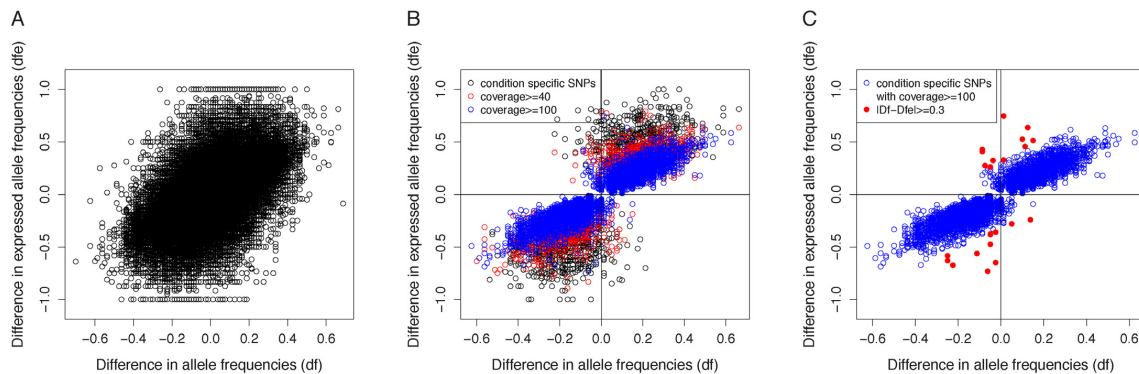 A
Difference in expressed allele frequencies (dfe)
1.0
0.5
0.0
−0.5
−1.0
−0.6 −0.4 −0.2 0.0 0.2 0.4 0.6
Difference in allele frequencies (df)
B
Difference in expressed allele frequencies (dfe)
1.0
0.5
0.0
−0.5
−1.0
condition specific SNPs
coverage>=40
coverage>=100
−0.6 −0.4 −0.2 0.0 0.2 0.4 0.6
Difference in allele frequencies (df)
C
Difference in expressed allele frequencies (dfe)
1.0
0.5
0.0
−0.5
−1.0
condition specific SNPs
with coverage>=100
|Df−Dfe|>=0.3
−0.6 −0.4 −0.2 0.0 0.2 0.4 0.6
Difference in allele frequencies (df)